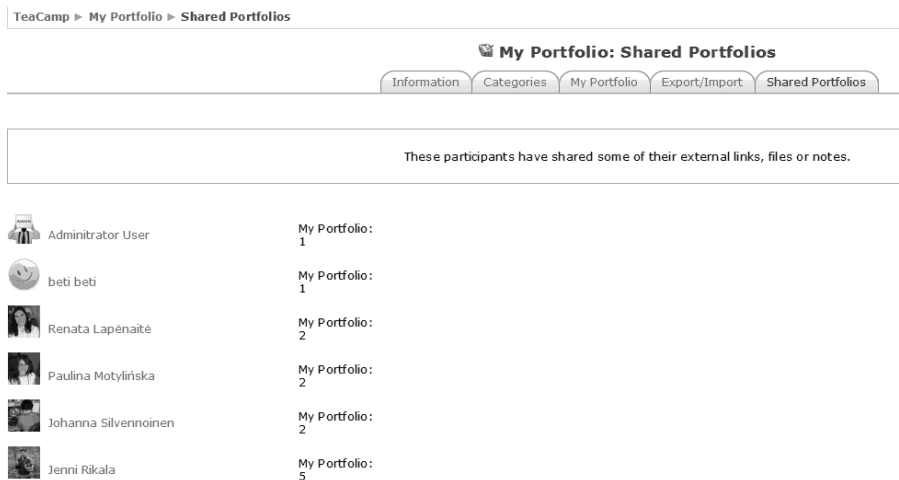 TeaCamp ► My Portfolio ► Shared Portfolios
My Portfolio: Shared Portfolios
Information Categories My Portfolio Export/Import Shared Portfolios
These participants have shared some of their external links, files or notes.
Adminitrator User
My Portfolio:
1
beti beti
My Portfolio:
1
Renata Lapėnaitė
My Portfolio:
2
Paulina Motylińska
My Portfolio:
2
Johanna Silvennoinen
My Portfolio:
2
Jenni Rikala
My Portfolio:
5